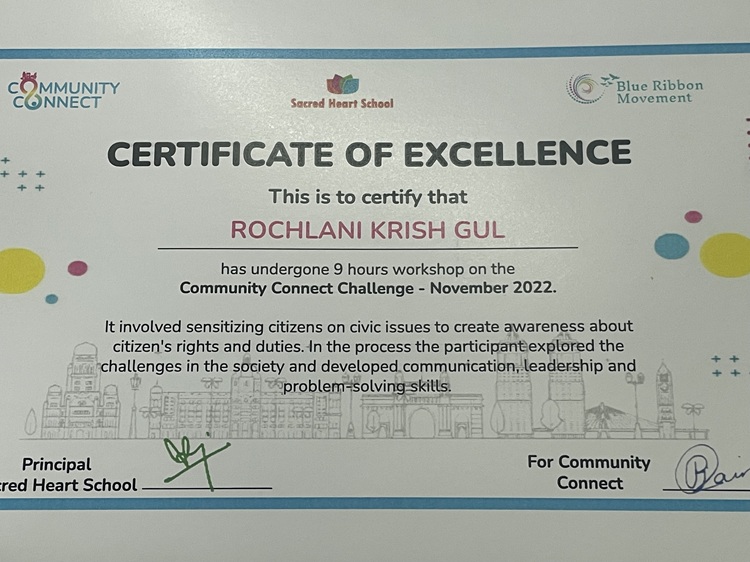 COMMUNITY
CONNECT
Sacred Heart School
Blue Ribbon
Movement
CERTIFICATE OF EXCELLENCE
This is to certify that
ROCHLANI KRISH GUL
has undergone 9 hours workshop on the
Community Connect Challenge - November 2022.
It involved sensitizing citizens on civic issues to create awareness about
citizen's rights and duties. In the process the participant explored the
challenges in the society and developed communication, leadership and
problem-solving skills.
Principal
cred Heart School
For Community
Connect